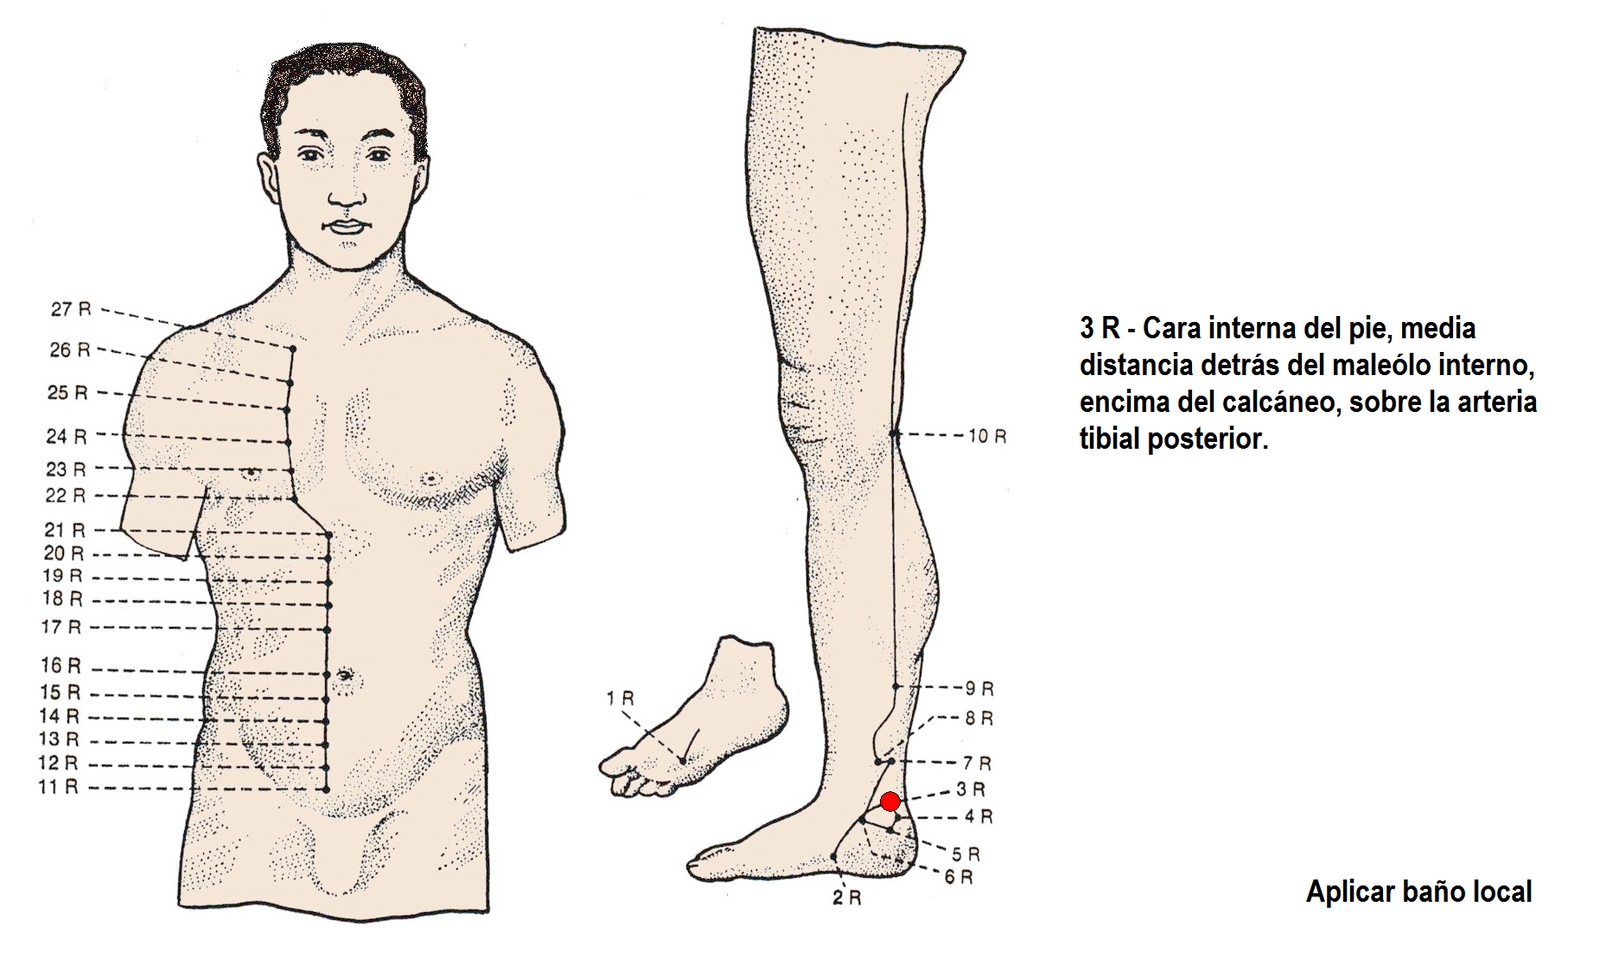 27 R
26 R
25 R
24 R
23 R
22 R
21 R
20 R
19 R
18 R
17 R
16 R
15 R
14 R
13 R
12 R
11 R
1 R
10 R
9 R
8 R
7 R
3 R
4 R
5 R
6 R
2 R
3 R - Cara interna del pie, media
distancia detrás del maleólo interno,
encima del calcáneo, sobre la arteria
tibial posterior.
Aplicar baño local